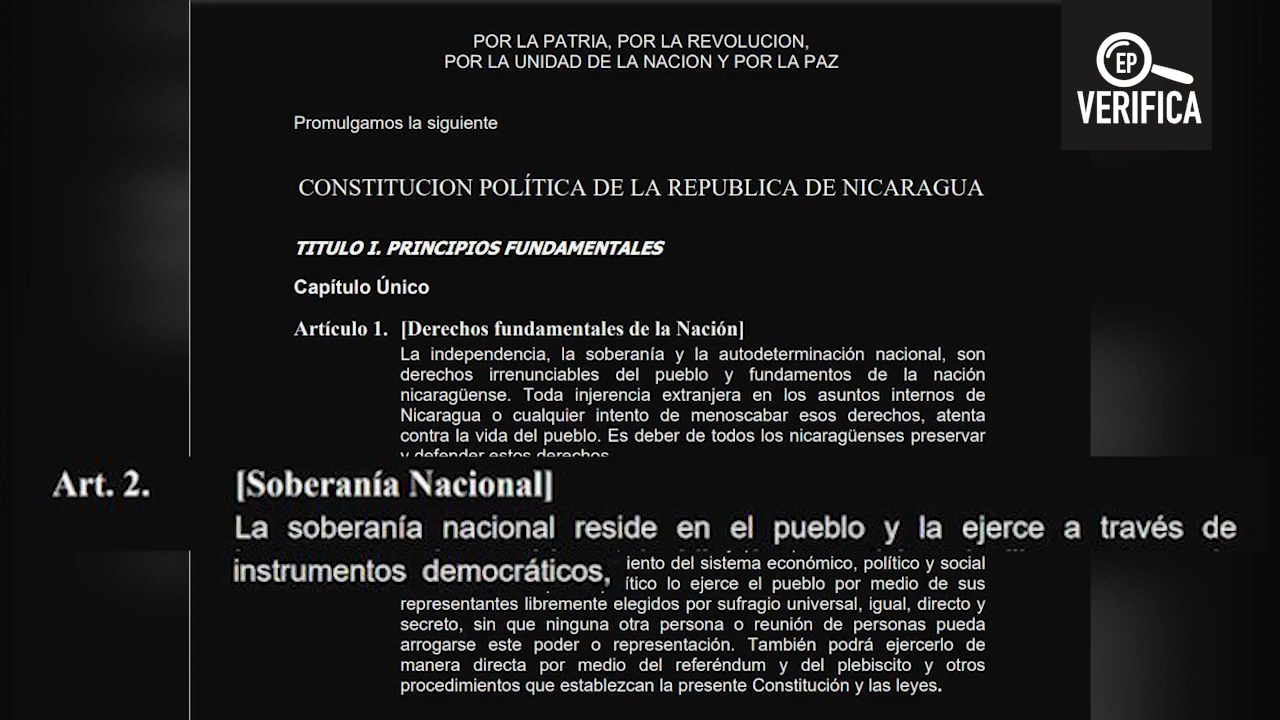 POR LA PATRIA, POR LA REVOLUCION,
POR LA UNIDAD DE LA NACION Y POR LA PAZ
EP
VERIFICA
Promulgamos la siguiente
CONSTITUCION POLÍTICA DE LA REPUBLICA DE NICARAGUA
TITULO I. PRINCIPIOS FUNDAMENTALES
Capítulo Único
Artículo 1. [Derechos fundamentales de la Nación]
La independencia, la soberanía y la autodeterminación nacional, son
derechos irrenunciables del pueblo y fundamentos de la nación
nicaragüense. Toda injerencia extranjera en los asuntos internos de
Nicaragua o cualquier intento de menoscabar esos derechos, atenta
contra la vida del pueblo. Es deber de todos los nicaragüenses preservar
y defender estos derechos
Art. 2. [Soberanía Nacional]
La soberanía nacional reside en el pueblo y la ejerce a través de
instrumentos democráticos,
iento del sistema económico, político y social
ítico lo ejerce el pueblo por medio de sus
representantes libremente elegidos por sufragio universal, igual, directo y
secreto, sin que ninguna otra persona o reunión de personas pueda
arrogarse este poder o representación. También podrá ejercerlo de
manera directa por medio del referéndum y del plebiscito y otros
procedimientos que establezcan la presente Constitución y las leyes.